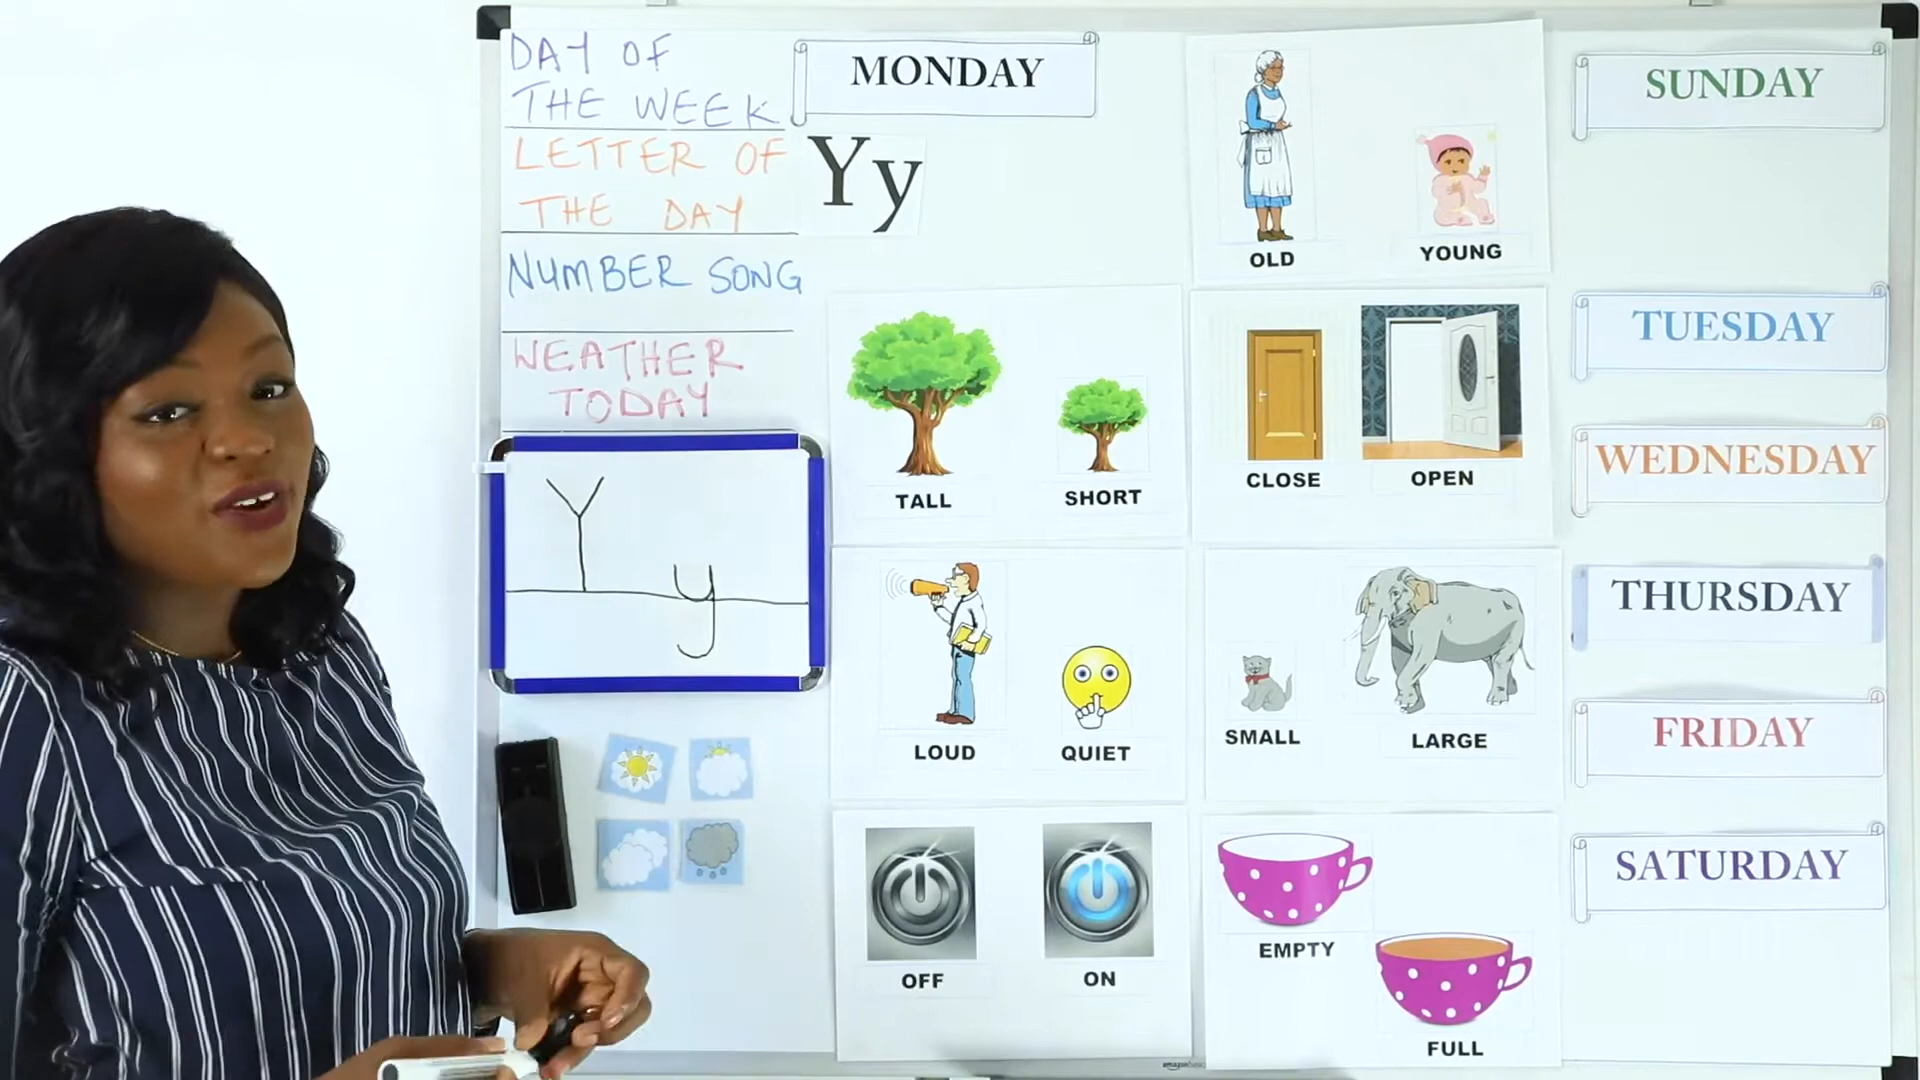 DAY OF
THE WEEK
MONDAY
LETTER OF
THE DAY
Yy
NUMBER SONG
WEATHER
TODAY
Y y
OLD
YOUNG
TALL
SHORT
CLOSE
OPEN
LOUD
QUIET
SMALL
LARGE
OFF
ON
EMPTY
FULL
SUNDAY
TUESDAY
WEDNESDAY
THURSDAY
FRIDAY
SATURDAY
amazonbasics